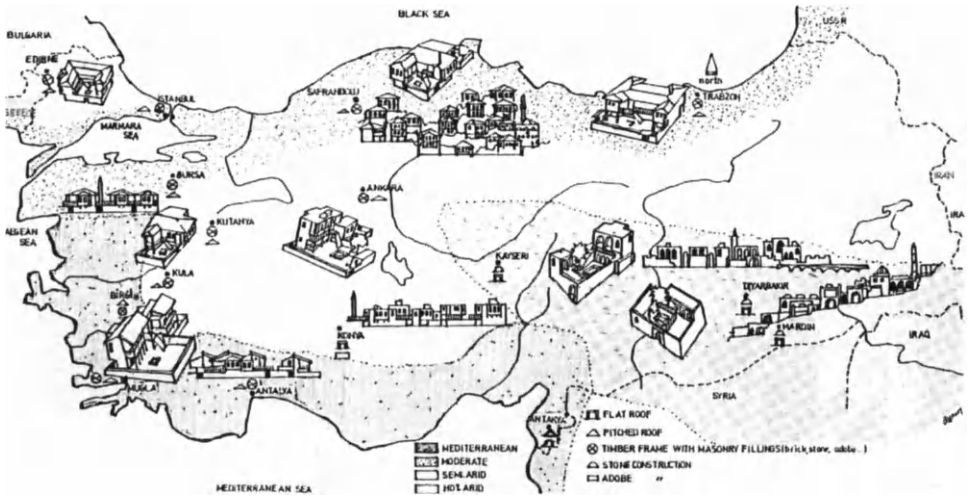 BLACK SEA
BULGARIA
USSR
EDIRNE
north
SAFRANBOLU
ISTANBUL
TRABZON
MARMARA
SEA
IRAN
BURSA
ANKARA
KUTAHYA
SEA
KAYSERI
KULA
BIRGI
DIYARBAKIR
MARDIN
KONYA
IRAQ
MUGLA
ANTALYA
SYRIA
ANTAKYA
FLAT ROOF
PITCHED ROOF
MEDITERRANEAN
TIMBER FRAME WITH MASONRY FILLINGS (brick, stone, adobe..)
MODERATE
STONE CONSTRUCTION
SEMI-ARID
ADOBE "
HOT-ARID
MEDITERRANEAN SEA